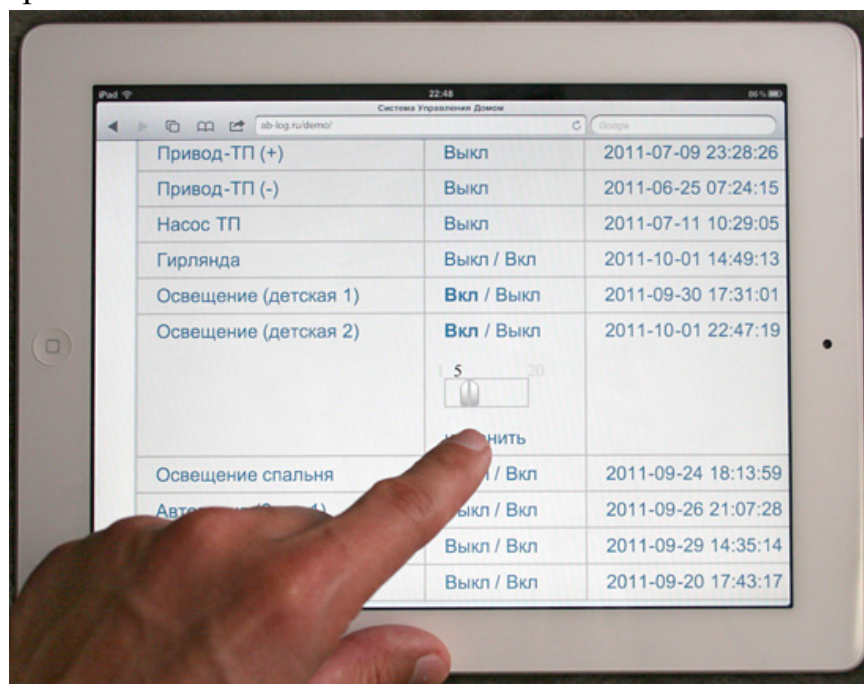 iPad 22:48 86%
Система Управления Домом
ab-log.ru/demo/ Google
Привод-ТП (+) Выкл 2011-07-09 23:28:26
Привод-ТП (-) Выкл 2011-06-25 07:24:15
Насос ТП Выкл 2011-07-11 10:29:05
Гирлянда Выкл / Вкл 2011-10-01 14:49:13
Освещение (детская 1) Вкл / Выкл 2011-09-30 17:31:01
Освещение (детская 2) Вкл / Выкл 2011-10-01 22:47:19
1 5 20
Освещение спальня / Вкл 2011-09-24 18:13:59
Выкл / Вкл 2011-09-26 21:07:28
Выкл / Вкл 2011-09-29 14:35:14
Выкл / Вкл 2011-09-20 17:43:17